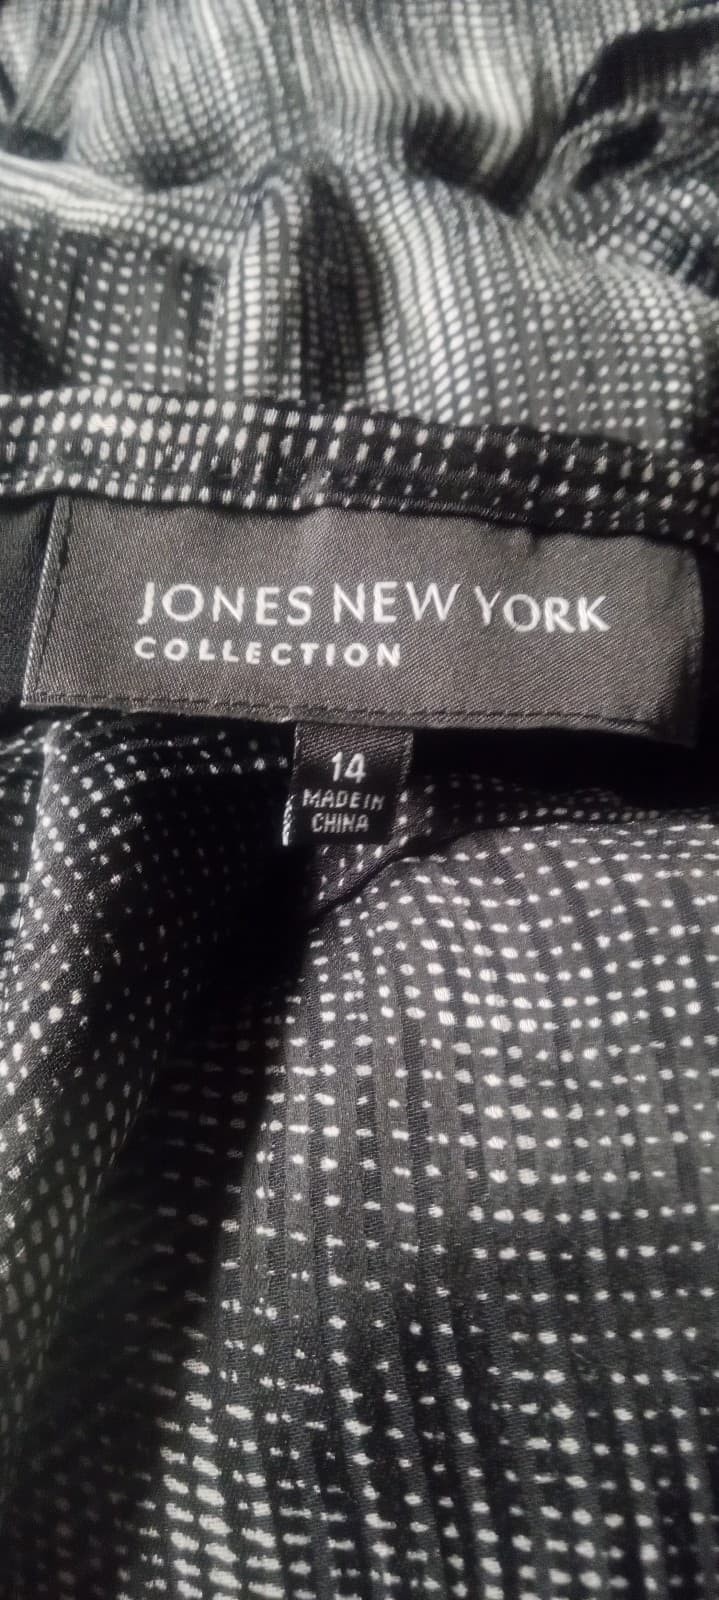 JONES NEW YORK
COLLECTION
14
MADE IN
CHINA